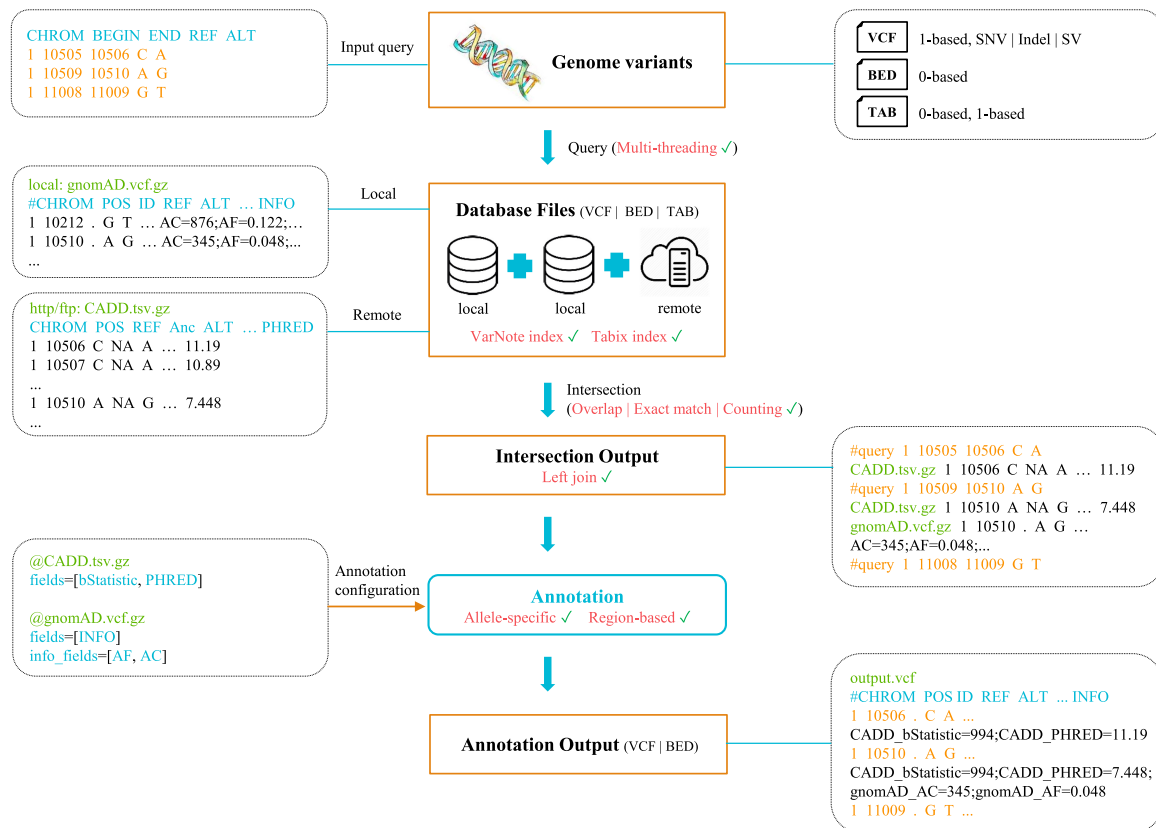 CHROM BEGIN END REF ALT
1 10505 10506 C A
1 10509 10510 A G
1 11008 11009 G T
Input query
Genome variants
VCF 1-based, SNV | Indel | SV
BED 0-based
TAB 0-based, 1-based
Query (Multi-threading ✓)
local: gnomAD.vcf.gz
#CHROM POS ID REF ALT … INFO
1 10212 . G T … AC=876;AF=0.122;…
1 10510 . A G … AC=345;AF=0.048;...
...
Local
Database Files (VCF | BED | TAB)
local
local
remote
VarNote index ✓ Tabix index ✓
http/ftp: CADD.tsv.gz
CHROM POS REF Anc ALT … PHRED
1 10506 C NA A … 11.19
1 10507 C NA A … 10.89
...
1 10510 A NA G … 7.448
...
Remote
Intersection
(Overlap | Exact match | Counting ✓)
Intersection Output
Left join ✓
#query 1 10505 10506 C A
CADD.tsv.gz 1 10506 C NA A … 11.19
#query 1 10509 10510 A G
CADD.tsv.gz 1 10510 A NA G … 7.448
gnomAD.vcf.gz 1 10510 . A G …
AC=345;AF=0.048;...
#query 1 11008 11009 G T
@CADD.tsv.gz
fields=[bStatistic, PHRED]
@gnomAD.vcf.gz
fields=[INFO]
info_fields=[AF, AC]
Annotation
configuration
Annotation
Allele-specific ✓ Region-based ✓
Annotation Output (VCF | BED)
output.vcf
#CHROM POS ID REF ALT ... INFO
1 10506 . C A ...
CADD_bStatistic=994;CADD_PHRED=11.19
1 10510 . A G ...
CADD_bStatistic=994;CADD_PHRED=7.448;
gnomAD_AC=345;gnomAD_AF=0.048
1 11009 . G T ...